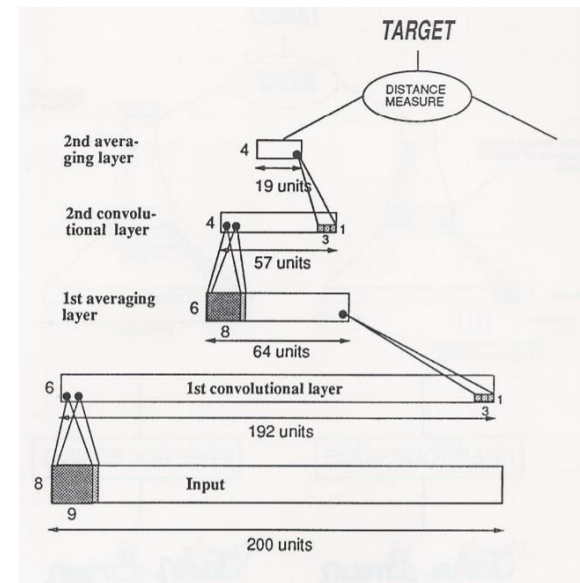 TARGET
DISTANCE
MEASURE
2nd avera-
ging layer
4
19 units
2nd convolu-
tional layer
4
1
3
57 units
1st averaging
layer
6
8
64 units
6
1st convolutional layer
1
3
192 units
8
Input
9
200 units